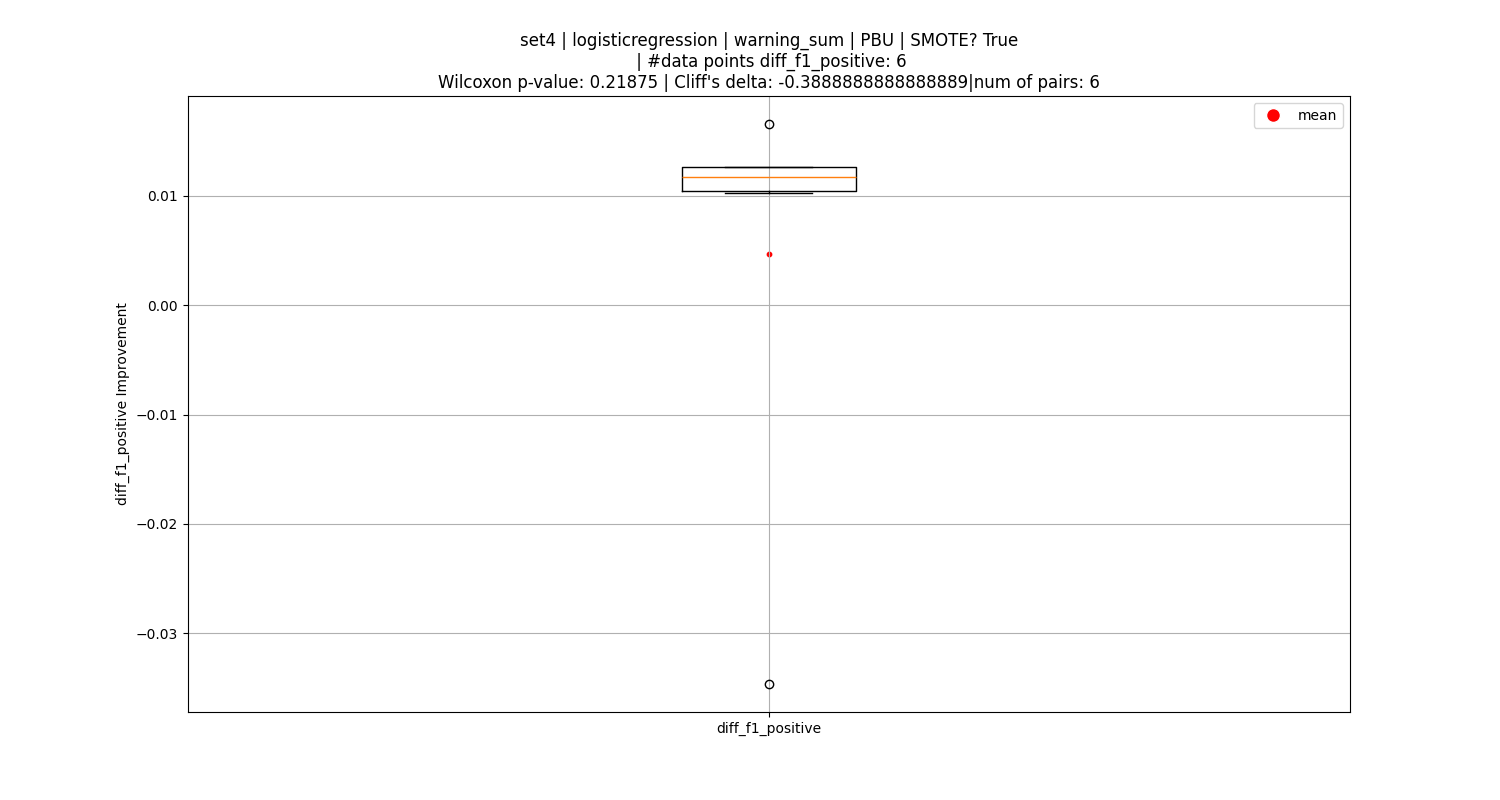 set4 | logisticregression | warning_sum | PBU | SMOTE? True
| #data points diff_f1_positive: 6
Wilcoxon p-value: 0.21875 | Cliff's delta: -0.3888888888888889|num of pairs: 6
mean
0.01
0.00
−0.01
−0.02
−0.03
diff_f1_positive Improvement
diff_f1_positive